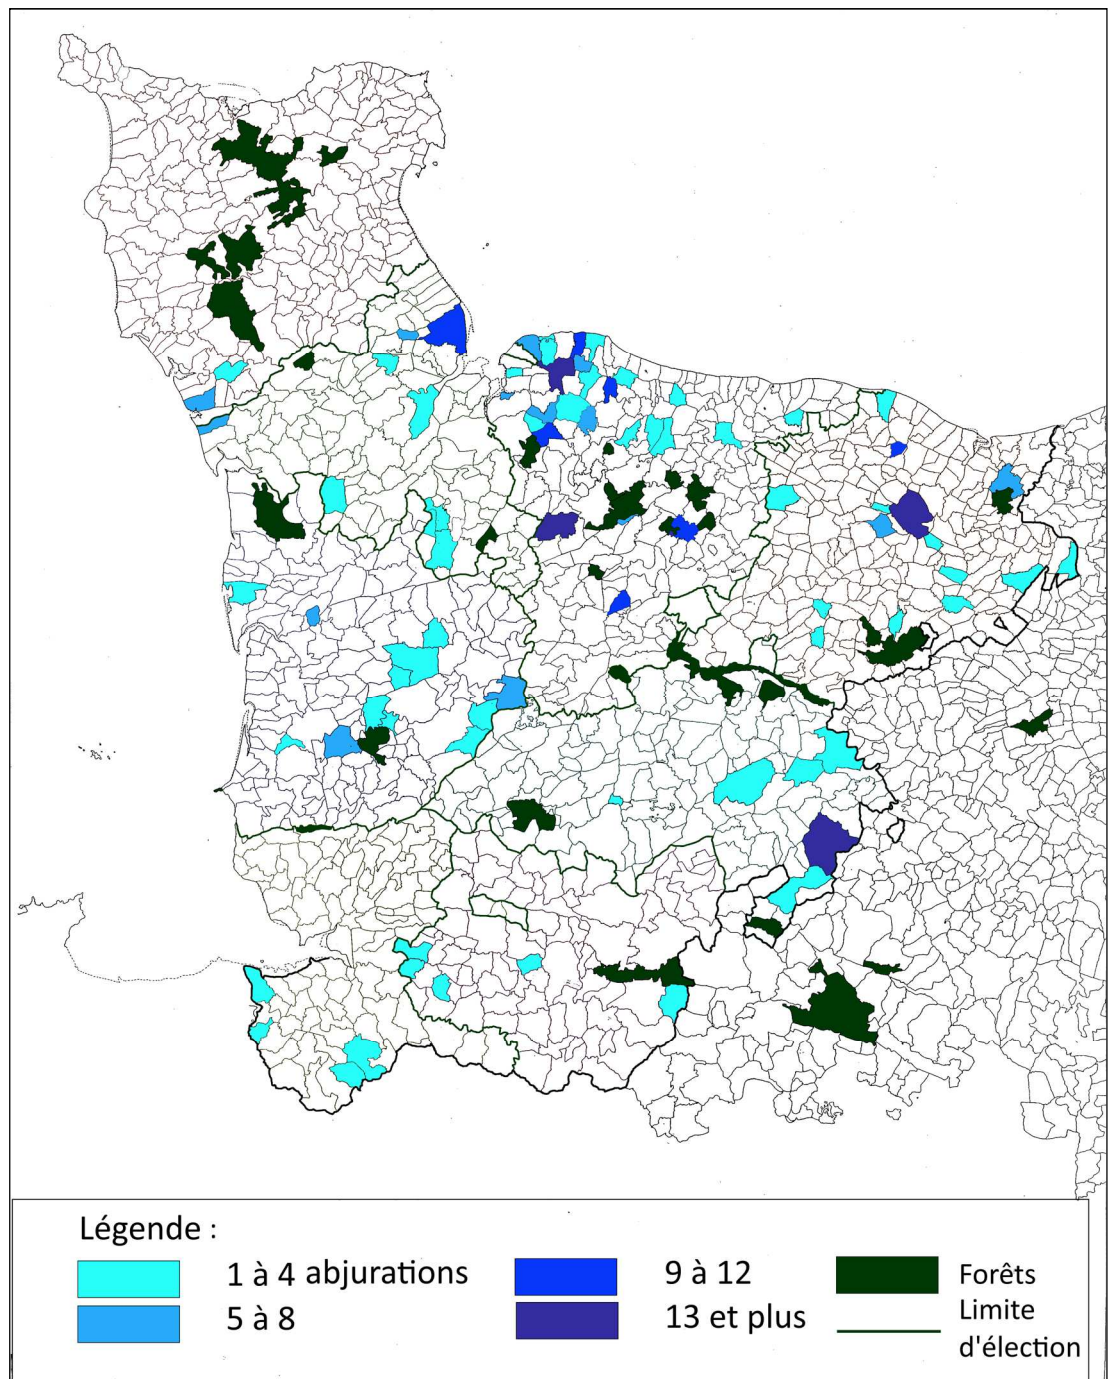 Légende :
1 à 4 abjurations
5 à 8
9 à 12
13 et plus
Forêts
Limite
d'élection